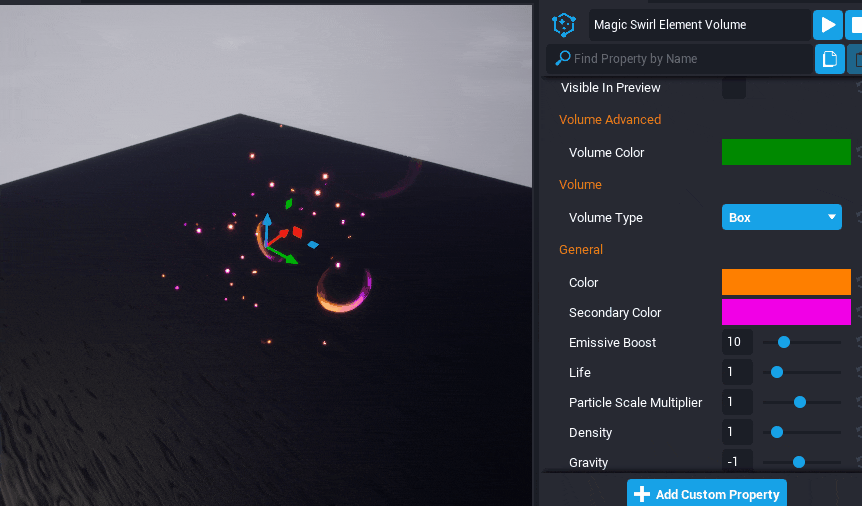 Magic Swirl Element Volume
Find Property by Name
Visible In Preview
Volume Advanced
Volume Color
Volume
Volume Type Box
General
Color
Secondary Color
Emissive Boost 10
Life 1
Particle Scale Multiplier 1
Density 1
Gravity -1
Add Custom Property